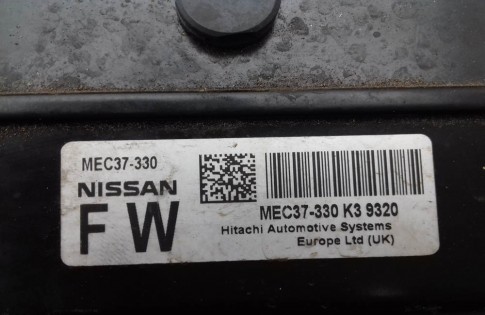 MEC37-330
NISSAN
F W
MEC37-330 K3 9320
Hitachi Automotive Systems
Europe Ltd (UK)